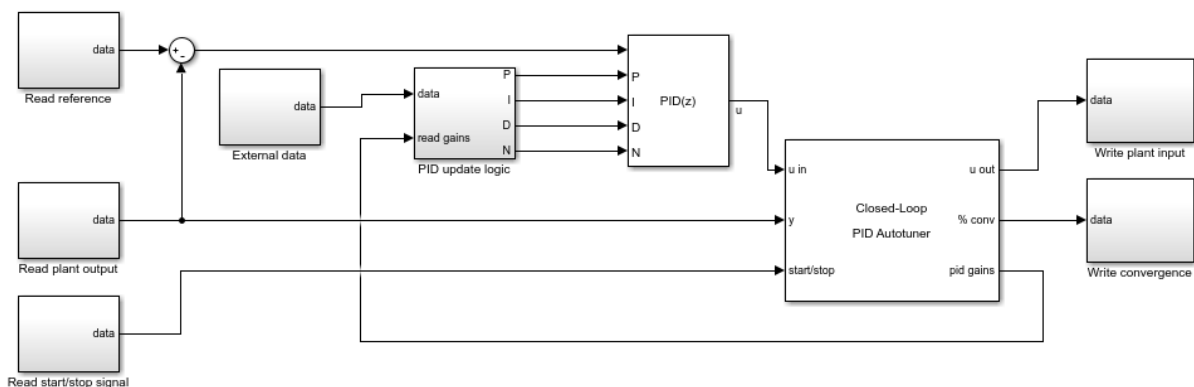 data
Read reference
+
-
data
External data
data
read gains
P
I
D
N
PID update logic
P
I
D
N
PID(z)
u
data
Read plant output
data
Read start/stop signal
u in
y
start/stop
Closed-Loop
PID Autotuner
u out
% conv
pid gains
data
Write plant input
data
Write convergence